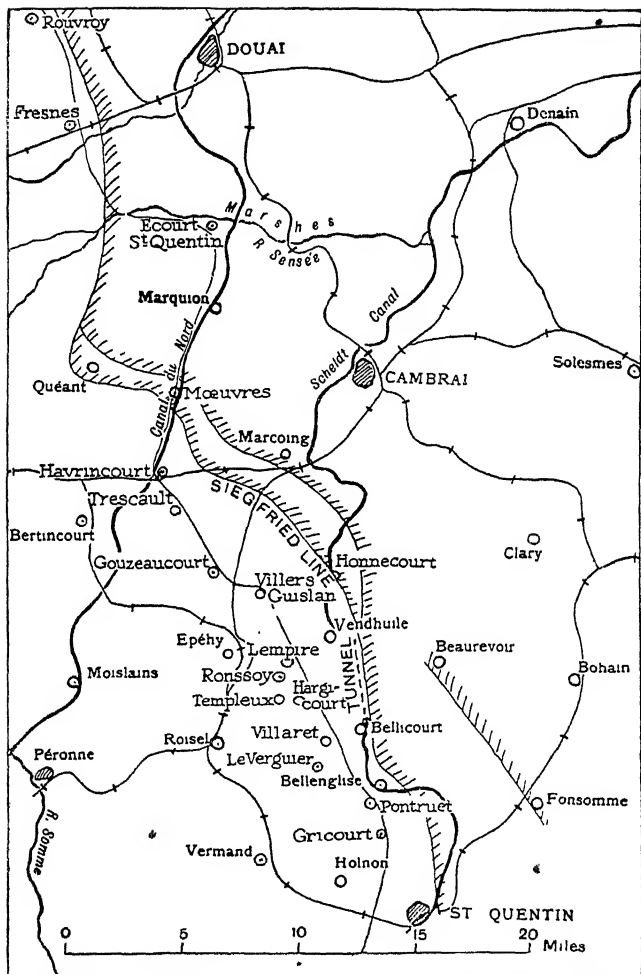 Rouvroy
DOUAI
Fresnes
Denain
Marshes
Ecourt
St Quentin
R. Sensée
Marquion
Canal du Nord
Scheldt Canal
Solesmes
CAMBRAI
Quéant
Mœuvres
Marcoing
Havrincourt
SIEGFRIED LINE
Trescault
Bertincourt
Clary
Honnecourt
Gouzeaucourt
Villers
Guislan
Vendhuile
Epéhy
Lempire
Beaurevoir
Moislains
Ronssoy
TUNNEL
Bohain
Templeux
Hargi-
court
Bellicourt
Roisel
Villaret
Péronne
LeVerguier
Bellenglise
Pontruet
Fonsomme
R. Somme
Gricourt
Vermand
Holnon
ST QUENTIN
0 5 10 15 20
Miles